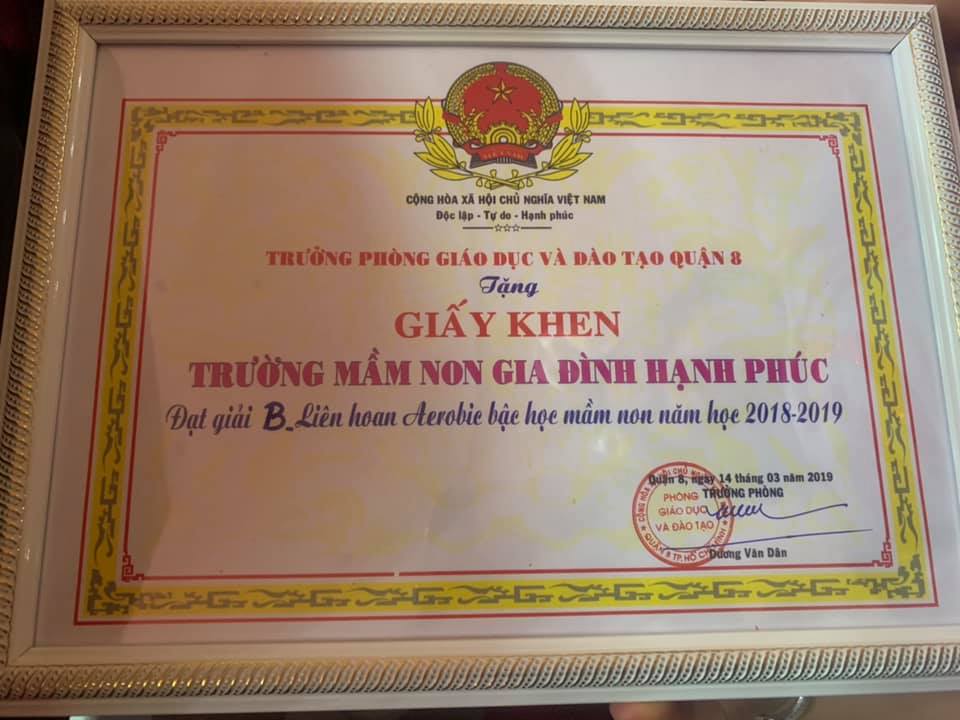 VIỆT NAM
CỘNG HÒA XÃ HỘI CHỦ NGHĨA VIỆT NAM
Độc lập - Tự do - Hạnh phúc
TRƯỞNG PHÒNG GIÁO DỤC VÀ ĐÀO TẠO QUẬN 8
Tặng
GIẤY KHEN
TRƯỜNG MẦM NON GIA ĐÌNH HẠNH PHÚC
Đạt giải B_Liên hoan Aerobic bậc học mầm non năm học 2018-2019
Quận 8, ngày 14 tháng 03 năm 2019
TRƯỞNG PHÒNG
PHÒNG
GIÁO DỤC
VÀ ĐÀO TẠO
Dương Văn Dân